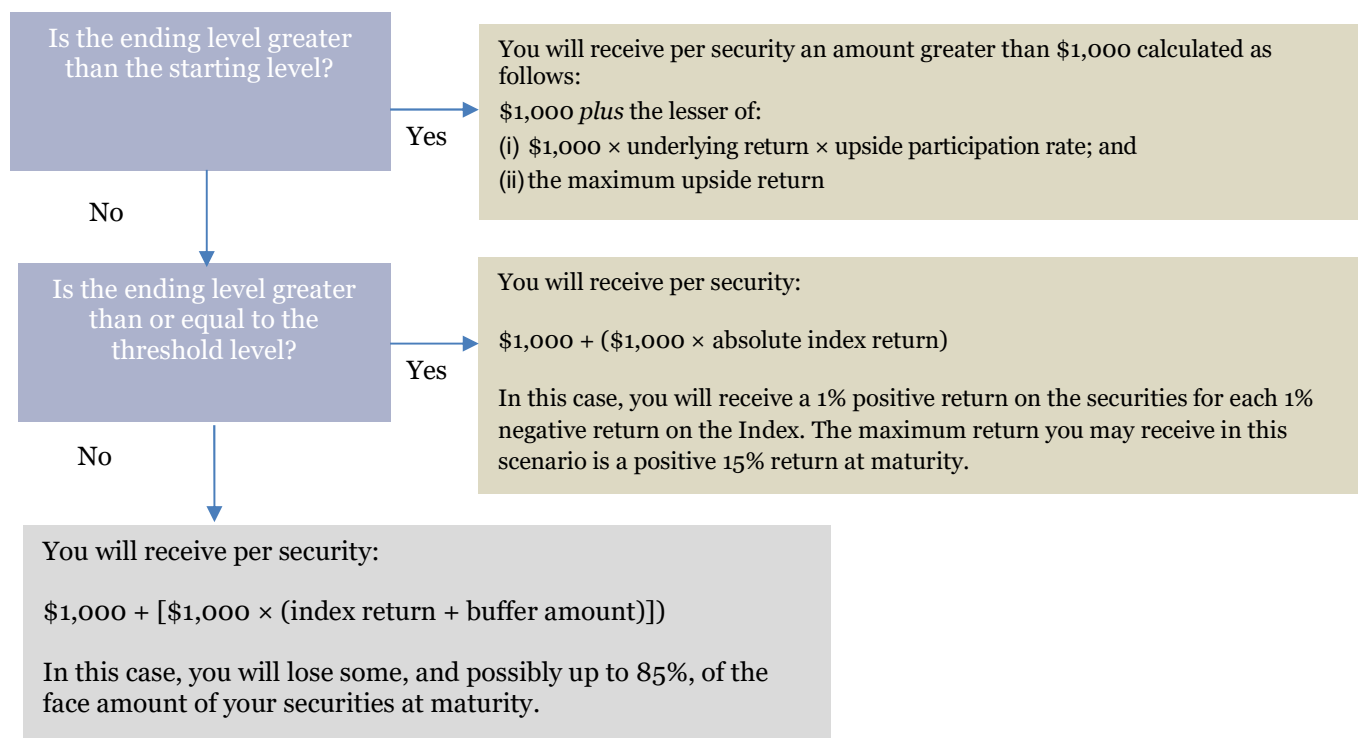 Is the ending level greater
than the starting level?
Yes
You will receive per security an amount greater than $1,000 calculated as
follows:
$1,000 plus the lesser of:
(i) $1,000 × underlying return × upside participation rate; and
(ii) the maximum upside return
No
Is the ending level greater
than or equal to the
threshold level?
Yes
You will receive per security:
$1,000 + ($1,000 × absolute index return)
In this case, you will receive a 1% positive return on the securities for each 1%
negative return on the Index. The maximum return you may receive in this
scenario is a positive 15% return at maturity.
No
You will receive per security:
$1,000 + [$1,000 × (index return + buffer amount)])
In this case, you will lose some, and possibly up to 85%, of the
face amount of your securities at maturity.